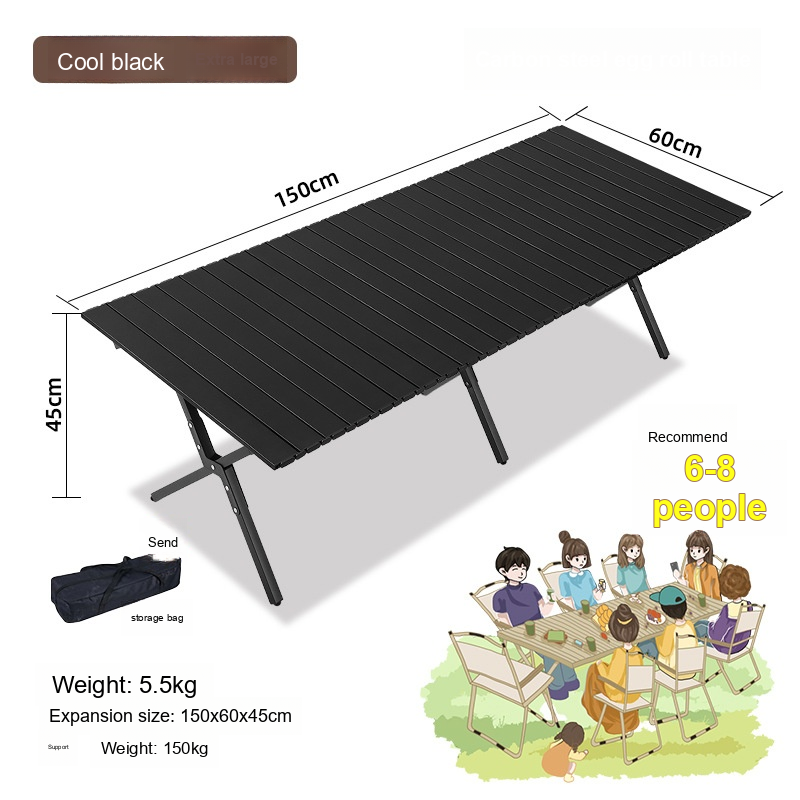 Cool black
150cm
60cm
45cm
Recommend
6-8
people
Send
storage bag
Weight: 5.5kg
Expansion size: 150x60x45cm
Support
Weight: 150kg